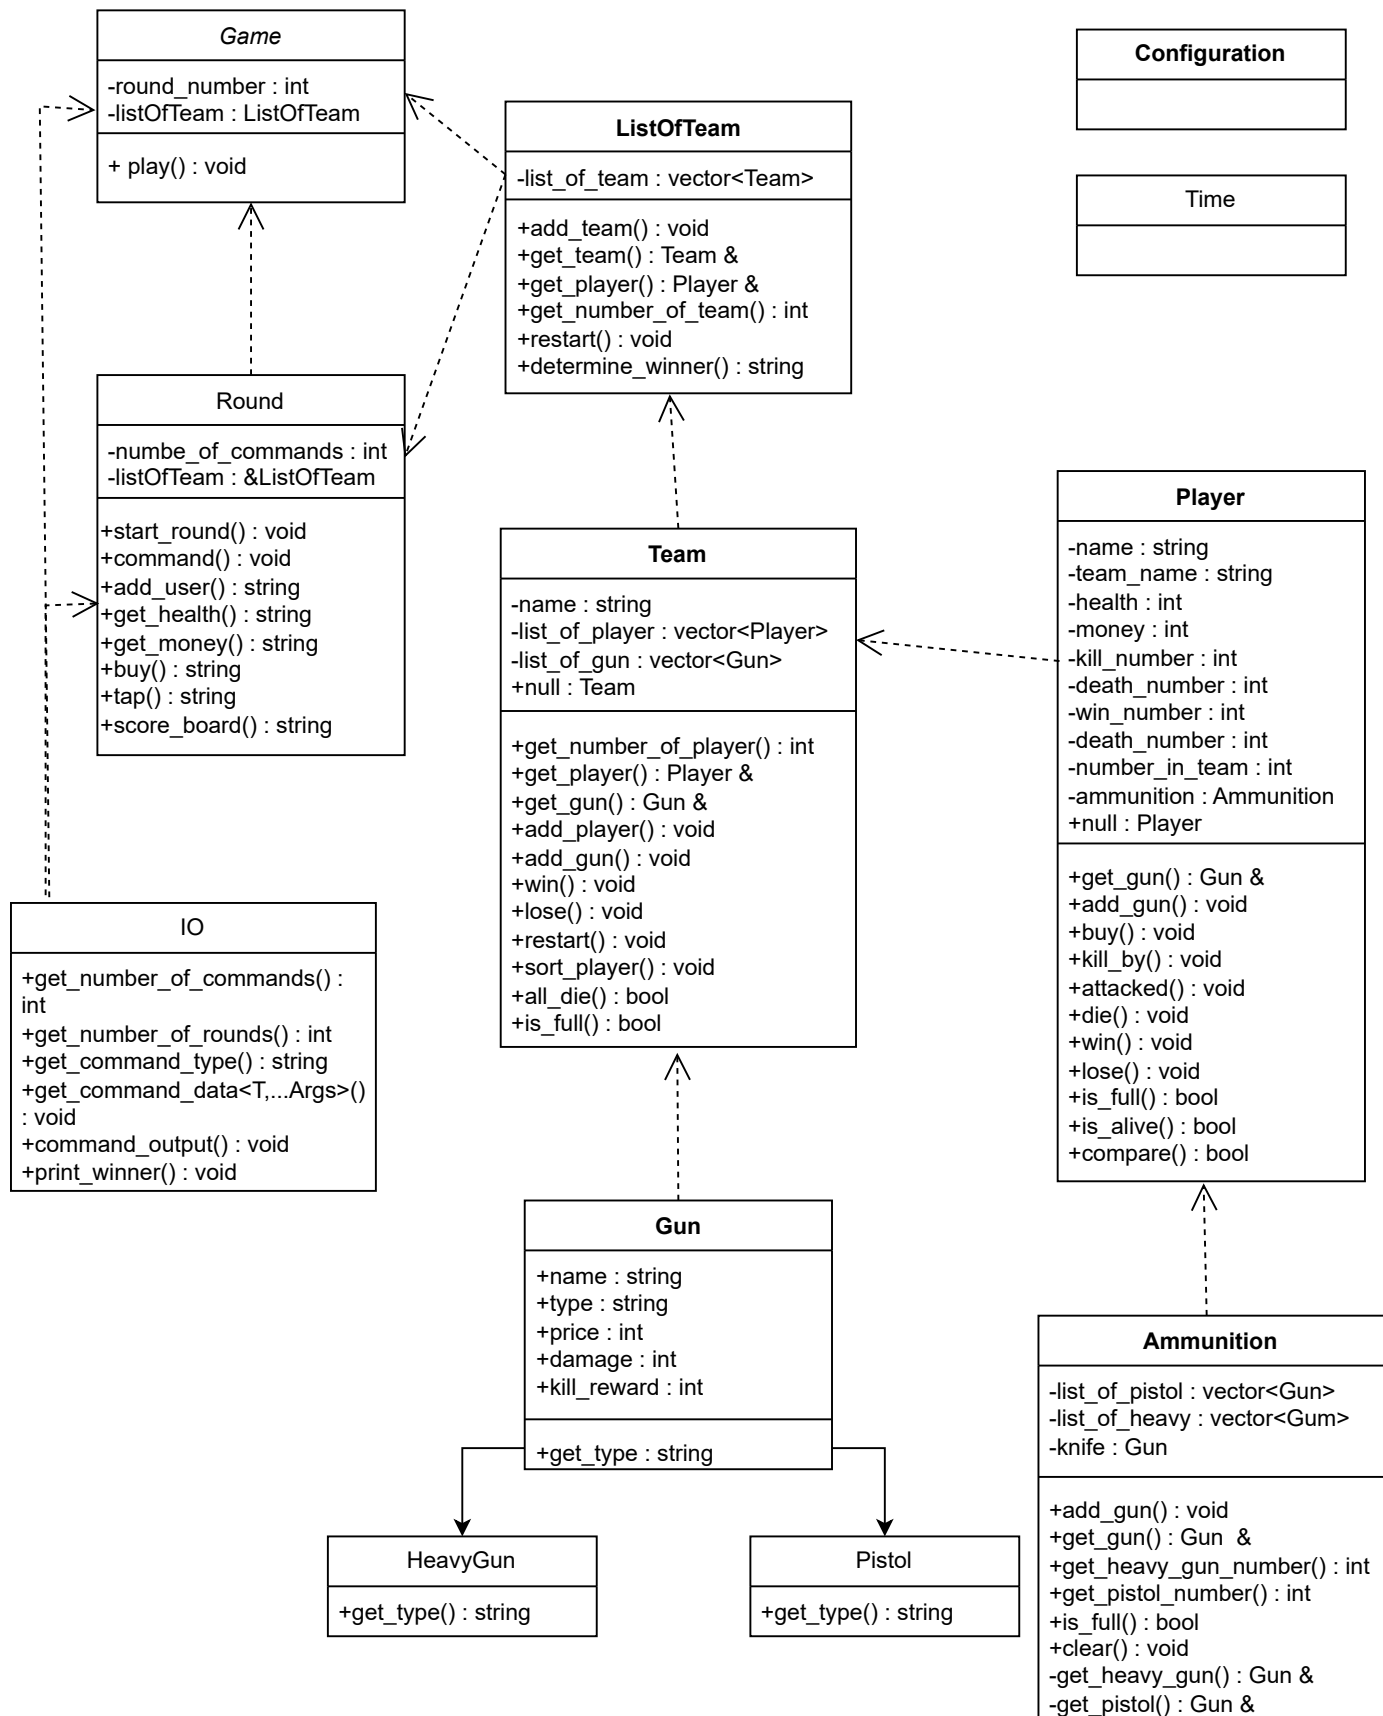 Game
-round_number : int
-listOfTeam : ListOfTeam
+ play() : void
Configuration
Time
ListOfTeam
-list_of_team : vector<Team>
+add_team() : void
+get_team() : Team &
+get_player() : Player &
+get_number_of_team() : int
+restart() : void
+determine_winner() : string
Round
-numbe_of_commands : int
-listOfTeam : &ListOfTeam
+start_round() : void
+command() : void
+add_user() : string
+get_health() : string
+get_money() : string
+buy() : string
+tap() : string
+score_board() : string
Team
-name : string
-list_of_player : vector<Player>
-list_of_gun : vector<Gun>
+null : Team
+get_number_of_player() : int
+get_player() : Player &
+get_gun() : Gun &
+add_player() : void
+add_gun() : void
+win() : void
+lose() : void
+restart() : void
+sort_player() : void
+all_die() : bool
+is_full() : bool
Player
-name : string
-team_name : string
-health : int
-money : int
-kill_number : int
-death_number : int
-win_number : int
-death_number : int
-number_in_team : int
-ammunition : Ammunition
+null : Player
+get_gun() : Gun &
+add_gun() : void
+buy() : void
+kill_by() : void
+attacked() : void
+die() : void
+win() : void
+lose() : void
+is_full() : bool
+is_alive() : bool
+compare() : bool
IO
+get_number_of_commands() :
int
+get_number_of_rounds() : int
+get_command_type() : string
+get_command_data<T,...Args>()
: void
+command_output() : void
+print_winner() : void
Gun
+name : string
+type : string
+price : int
+damage : int
+kill_reward : int
+get_type : string
HeavyGun
+get_type() : string
Pistol
+get_type() : string
Ammunition
-list_of_pistol : vector<Gun>
-list_of_heavy : vector<Gum>
-knife : Gun
+add_gun() : void
+get_gun() : Gun &
+get_heavy_gun_number() : int
+get_pistol_number() : int
+is_full() : bool
+clear() : void
-get_heavy_gun() : Gun &
-get_pistol() : Gun &